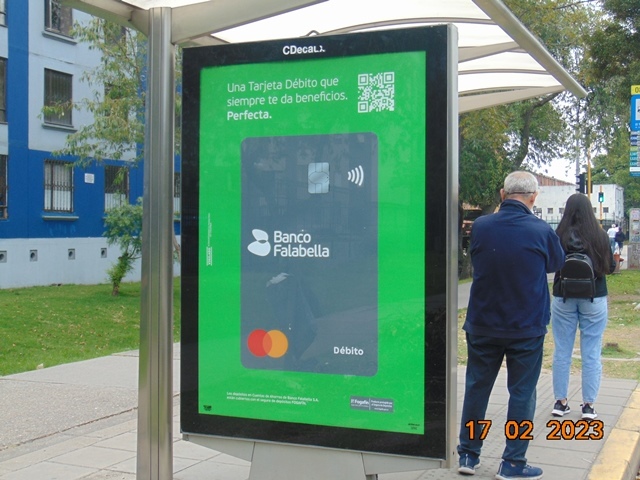 CDecaux
Una Tarjeta Débito que
siempre te da beneficios.
Perfecta.
Banco
Falabella
Débito
17 02 2023